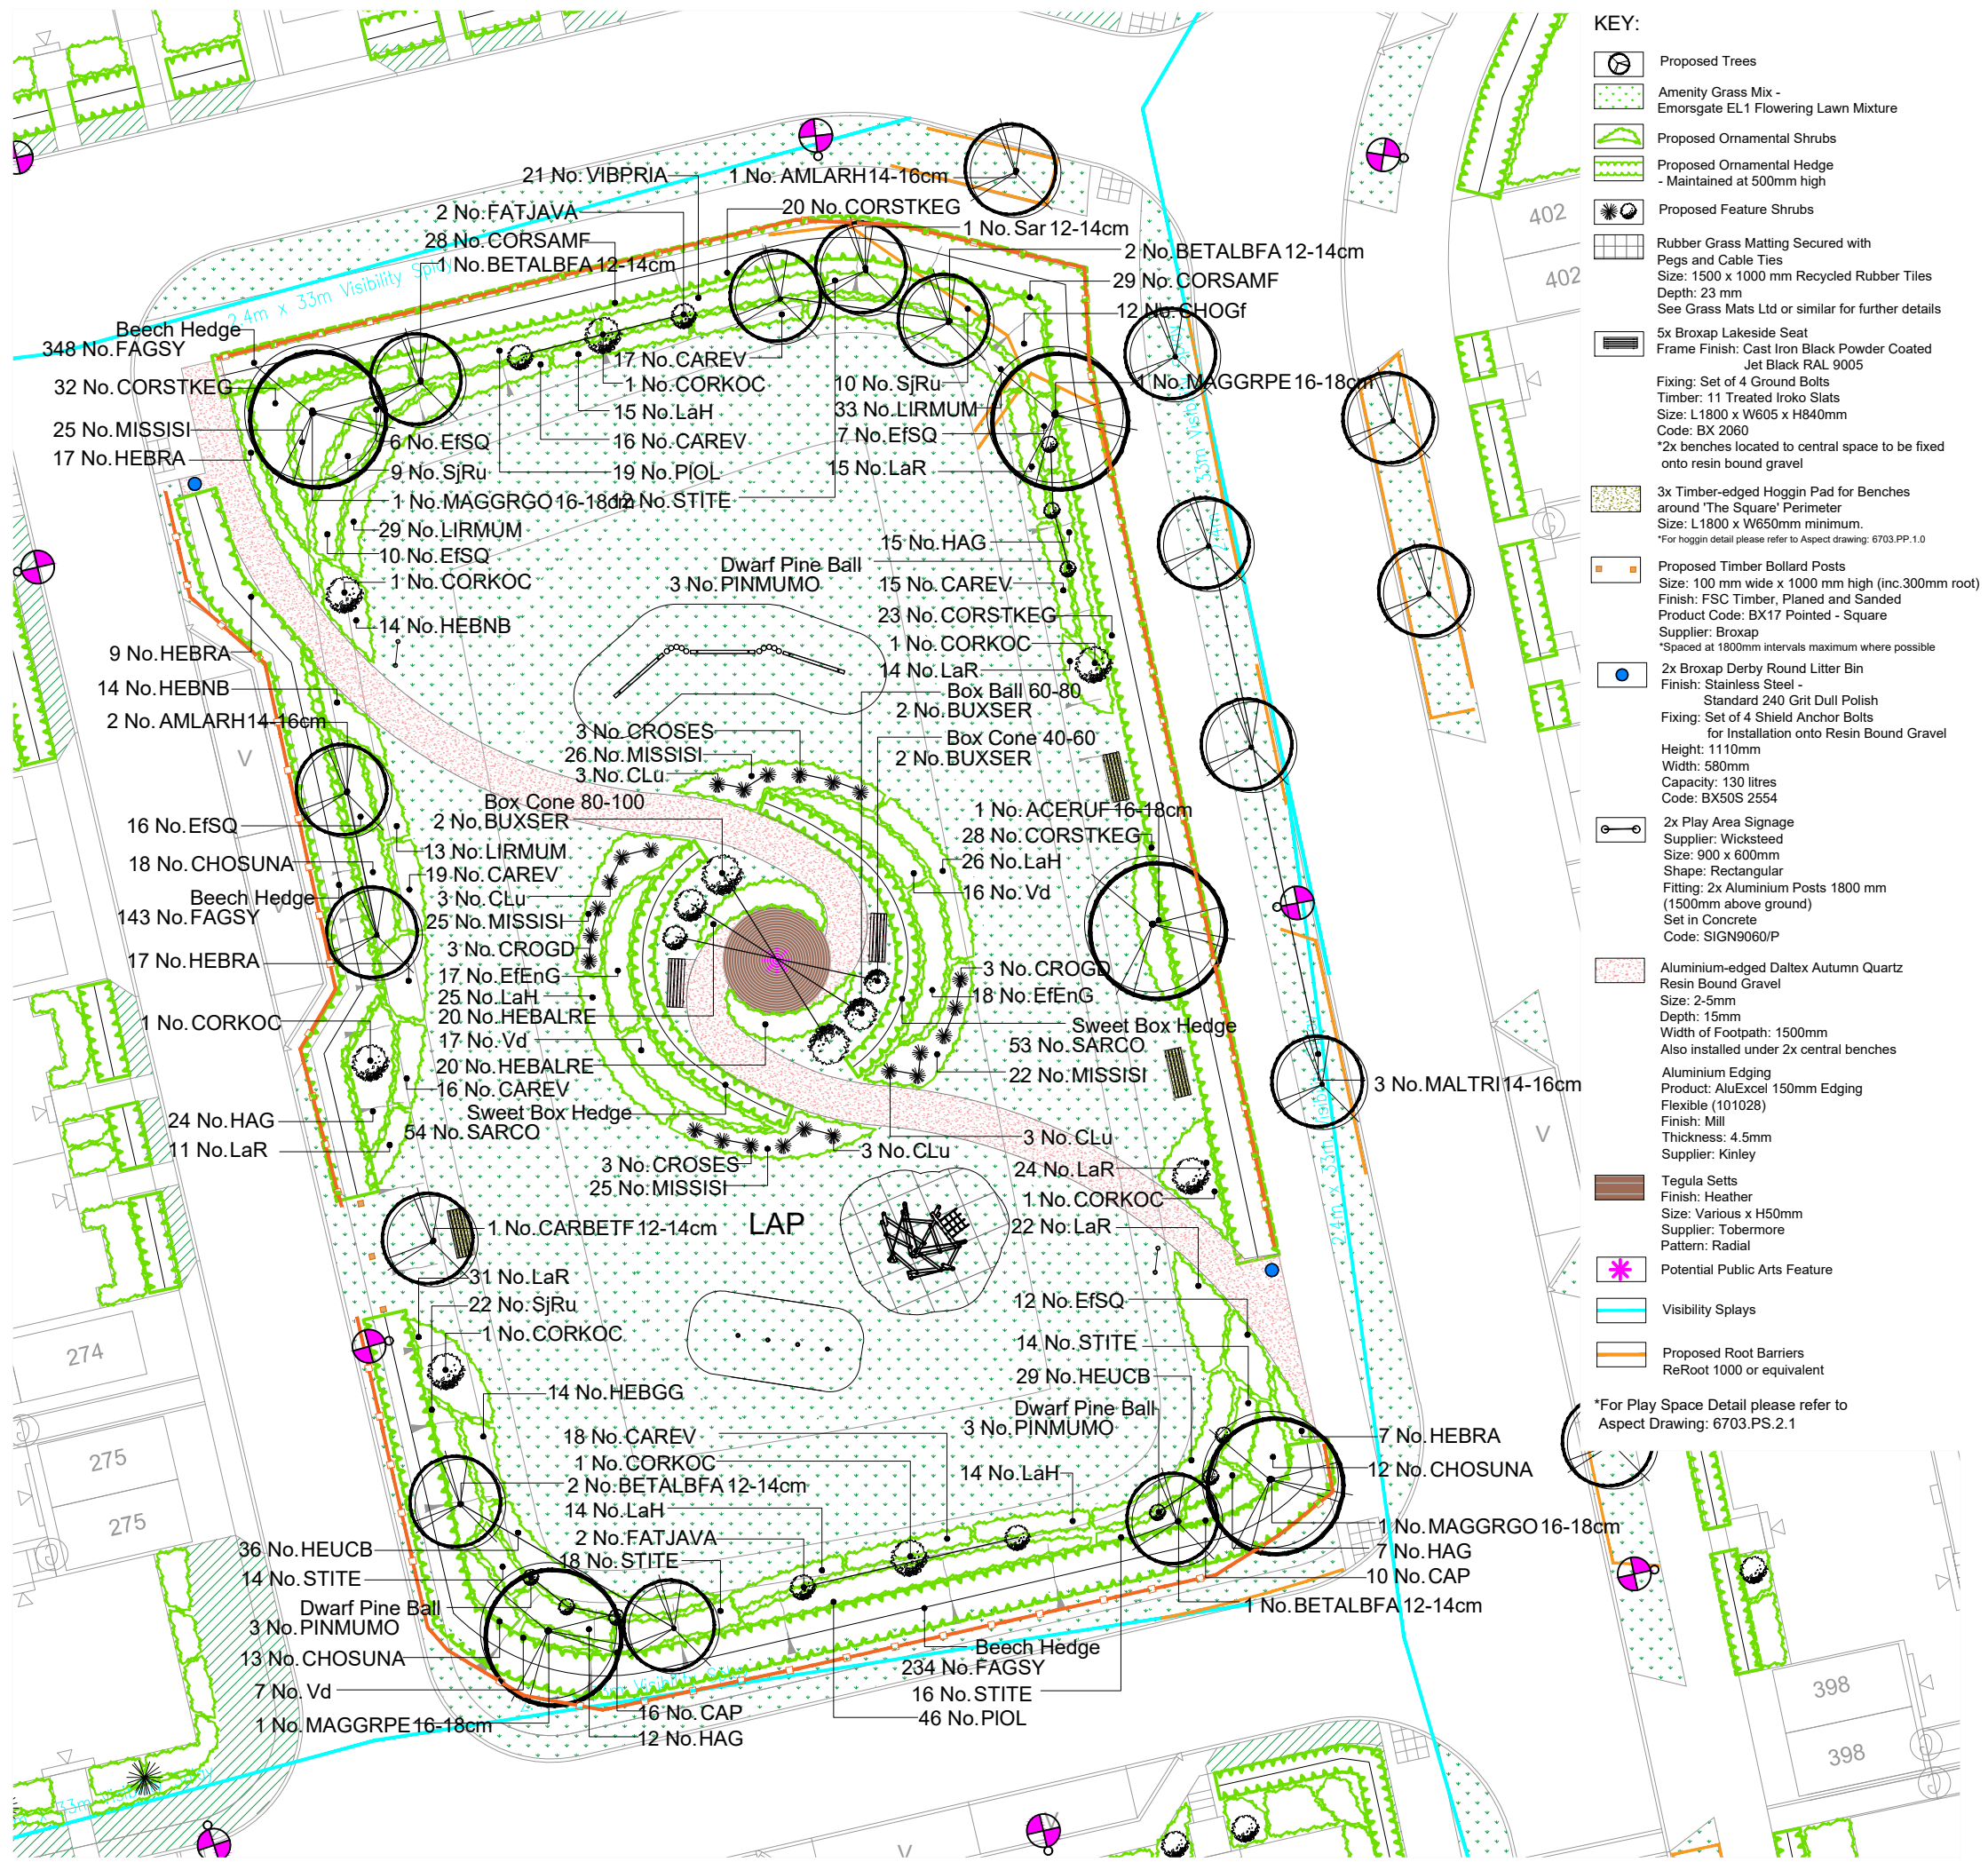 21 No. VIBPRIA
1 No. AMLARH 14-16cm
2 No. FATJAVA
20 No. CORSTKEG
28 No. CORSAMF
1 No. Sar 12-14cm
1 No. BETALBFA 12-14cm
2 No. BETALBFA 12-14cm
2.4m x 33m Visibility Splay
29 No. CORSAMF
12 No. CHOGf
Beech Hedge
348 No. FAGSY
17 No. CAREV
32 No. CORSTKEG
1 No. CORKOC
10 No. SjRu
1 No. MAGGRPE 16-18cm
15 No. LaH
33 No. LIRMUM
25 No. MISSISI
6 No. EfSQ
16 No. CAREV
7 No. EfSQ
17 No. HEBRA
9 No. SjRu
19 No. PIOL
15 No. LaR
1 No. MAGGRGO 16-18cm
12 No. STITE
29 No. LIRMUM
10 No. EfSQ
15 No. HAG
1 No. CORKOC
Dwarf Pine Ball
3 No. PINMUMO
15 No. CAREV
14 No. HEBNB
23 No. CORSTKEG
9 No. HEBRA
1 No. CORKOC
14 No. LaR
14 No. HEBNB
Box Ball 60-80
2 No. BUXSER
2 No. AMLARH 14-16cm
3 No. CROSES
Box Cone 40-60
2 No. BUXSER
26 No. MISSISI
3 No. CLu
V
Box Cone 80-100
2 No. BUXSER
1 No. ACERUF 16-18cm
16 No. EfSQ
28 No. CORSTKEG
13 No. LIRMUM
26 No. LaH
18 No. CHOSUNA
19 No. CAREV
16 No. Vd
Beech Hedge
143 No. FAGSY
3 No. CLu
25 No. MISSISI
3 No. CROGD
17 No. HEBRA
3 No. CROGD
17 No. EfEnG
18 No. EfEnG
25 No. LaH
20 No. HEBALRE
1 No. CORKOC
Sweet Box Hedge
53 No. SARCO
17 No. Vd
20 No. HEBALRE
22 No. MISSISI
16 No. CAREV
3 No. MALTRI 14-16cm
Sweet Box Hedge
54 No. SARCO
24 No. HAG
11 No. LaR
3 No. CLu
3 No. CLu
3 No. CROSES
25 No. MISSISI
24 No. LaR
1 No. CORKOC
V
1 No. CARBETF 12-14cm
LAP
22 No. LaR
31 No. LaR
22 No. SjRu
12 No. EfSQ
1 No. CORKOC
14 No. STITE
274
29 No. HEUCB
14 No. HEBGG
Dwarf Pine Ball
3 No. PINMUMO
18 No. CAREV
7 No. HEBRA
275
1 No. CORKOC
14 No. LaH
12 No. CHOSUNA
2 No. BETALBFA 12-14cm
14 No. LaH
275
1 No. MAGGRGO 16-18cm
36 No. HEUCB
2 No. FATJAVA
7 No. HAG
18 No. STITE
10 No. CAP
14 No. STITE
1 No. BETALBFA 12-14cm
Dwarf Pine Ball
3 No. PINMUMO
Beech Hedge
234 No. FAGSY
13 No. CHOSUNA
7 No. Vd
16 No. STITE
16 No. CAP
46 No. PIOL
1 No. MAGGRPE 16-18cm
12 No. HAG
398
398
V
402
402
KEY:
Proposed Trees
Amenity Grass Mix -
Emorsgate EL1 Flowering Lawn Mixture
Proposed Ornamental Shrubs
Proposed Ornamental Hedge
- Maintained at 500mm high
Proposed Feature Shrubs
Rubber Grass Matting Secured with
Pegs and Cable Ties
Size: 1500 x 1000 mm Recycled Rubber Tiles
Depth: 23 mm
See Grass Mats Ltd or similar for further details
5x Broxap Lakeside Seat
Frame Finish: Cast Iron Black Powder Coated
Jet Black RAL 9005
Fixing: Set of 4 Ground Bolts
Timber: 11 Treated Iroko Slats
Size: L1800 x W605 x H840mm
Code: BX 2060
*2x benches located to central space to be fixed
onto resin bound gravel
3x Timber-edged Hoggin Pad for Benches
around 'The Square' Perimeter
Size: L1800 x W650mm minimum.
*For hoggin detail please refer to Aspect drawing: 6703.PP.1.0
Proposed Timber Bollard Posts
Size: 100 mm wide x 1000 mm high (inc.300mm root)
Finish: FSC Timber, Planed and Sanded
Product Code: BX17 Pointed - Square
Supplier: Broxap
*Spaced at 1800mm intervals maximum where possible
2x Broxap Derby Round Litter Bin
Finish: Stainless Steel -
Standard 240 Grit Dull Polish
Fixing: Set of 4 Shield Anchor Bolts
for Installation onto Resin Bound Gravel
Height: 1110mm
Width: 580mm
Capacity: 130 litres
Code: BX50S 2554
2x Play Area Signage
Supplier: Wicksteed
Size: 900 x 600mm
Shape: Rectangular
Fitting: 2x Aluminium Posts 1800 mm
(1500mm above ground)
Set in Concrete
Code: SIGN9060/P
Aluminium-edged Daltex Autumn Quartz
Resin Bound Gravel
Size: 2-5mm
Depth: 15mm
Width of Footpath: 1500mm
Also installed under 2x central benches
Aluminium Edging
Product: AluExcel 150mm Edging
Flexible (101028)
Finish: Mill
Thickness: 4.5mm
Supplier: Kinley
Tegula Setts
Finish: Heather
Size: Various x H50mm
Supplier: Tobermore
Pattern: Radial
Potential Public Arts Feature
Visibility Splays
Proposed Root Barriers
ReRoot 1000 or equivalent
*For Play Space Detail please refer to
Aspect Drawing: 6703.PS.2.1